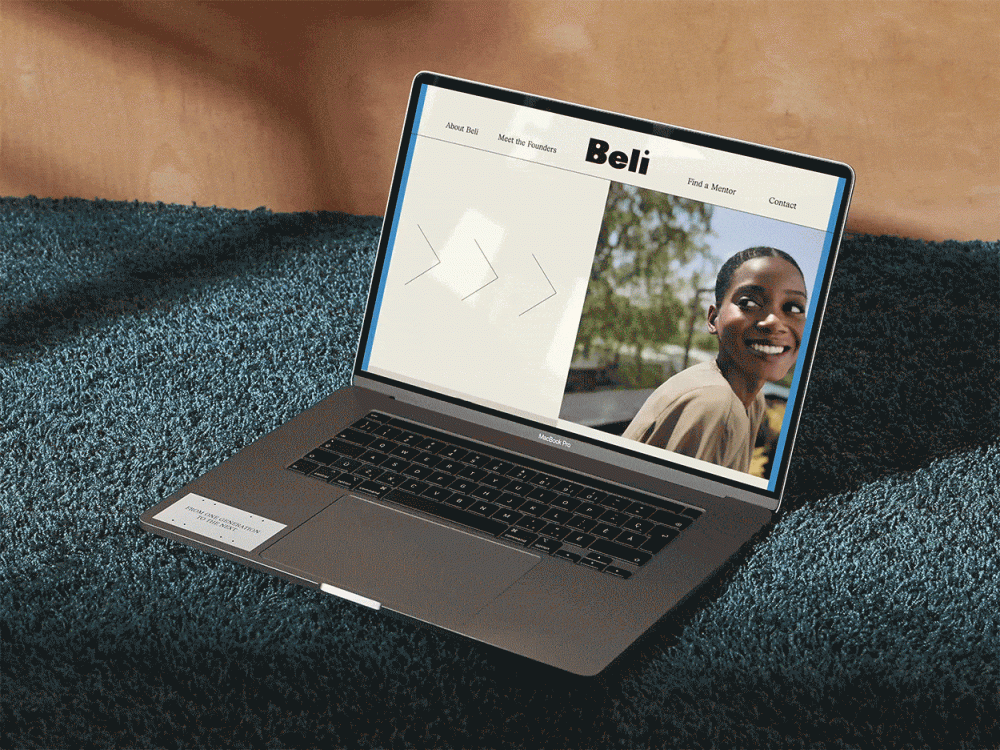 About Beli
Meet the Founders
Beli
Find a Mentor
Contact
MacBook Pro
FROM ONE GENERATION
TO THE NEXT